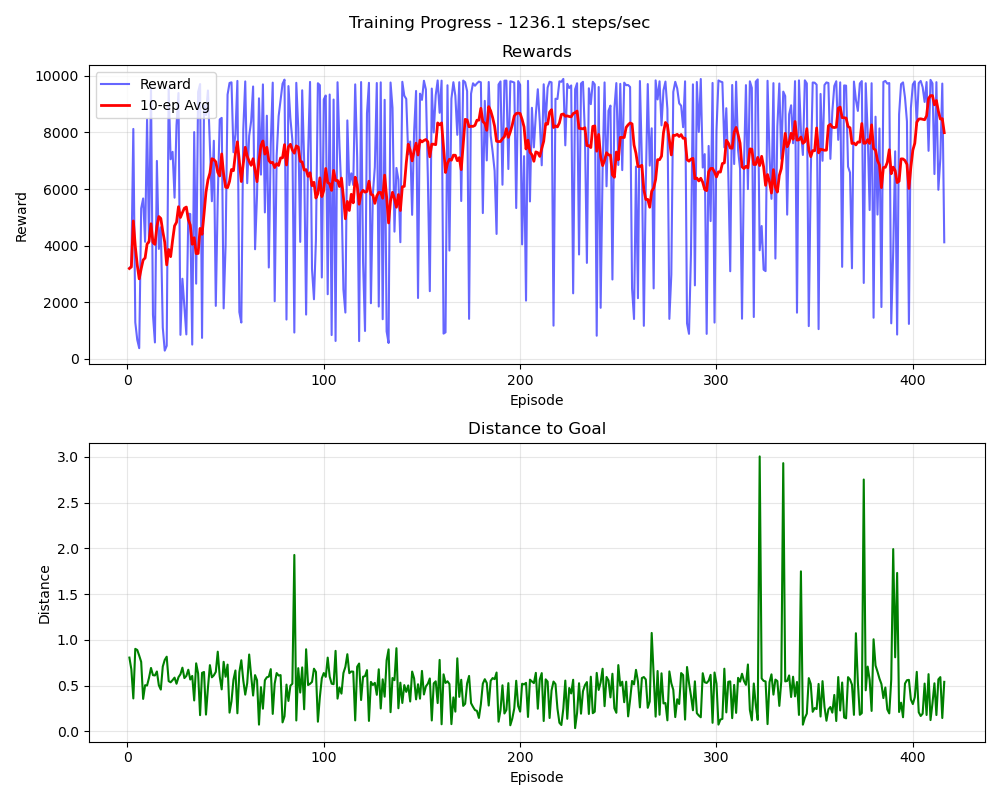 Training Progress - 1236.1 steps/sec
Rewards
Reward
10-ep Avg
10000
8000
6000
4000
2000
0
Reward
0 100 200 300 400
Episode
Distance to Goal
3.0
2.5
2.0
1.5
1.0
0.5
0.0
Distance
0 100 200 300 400
Episode